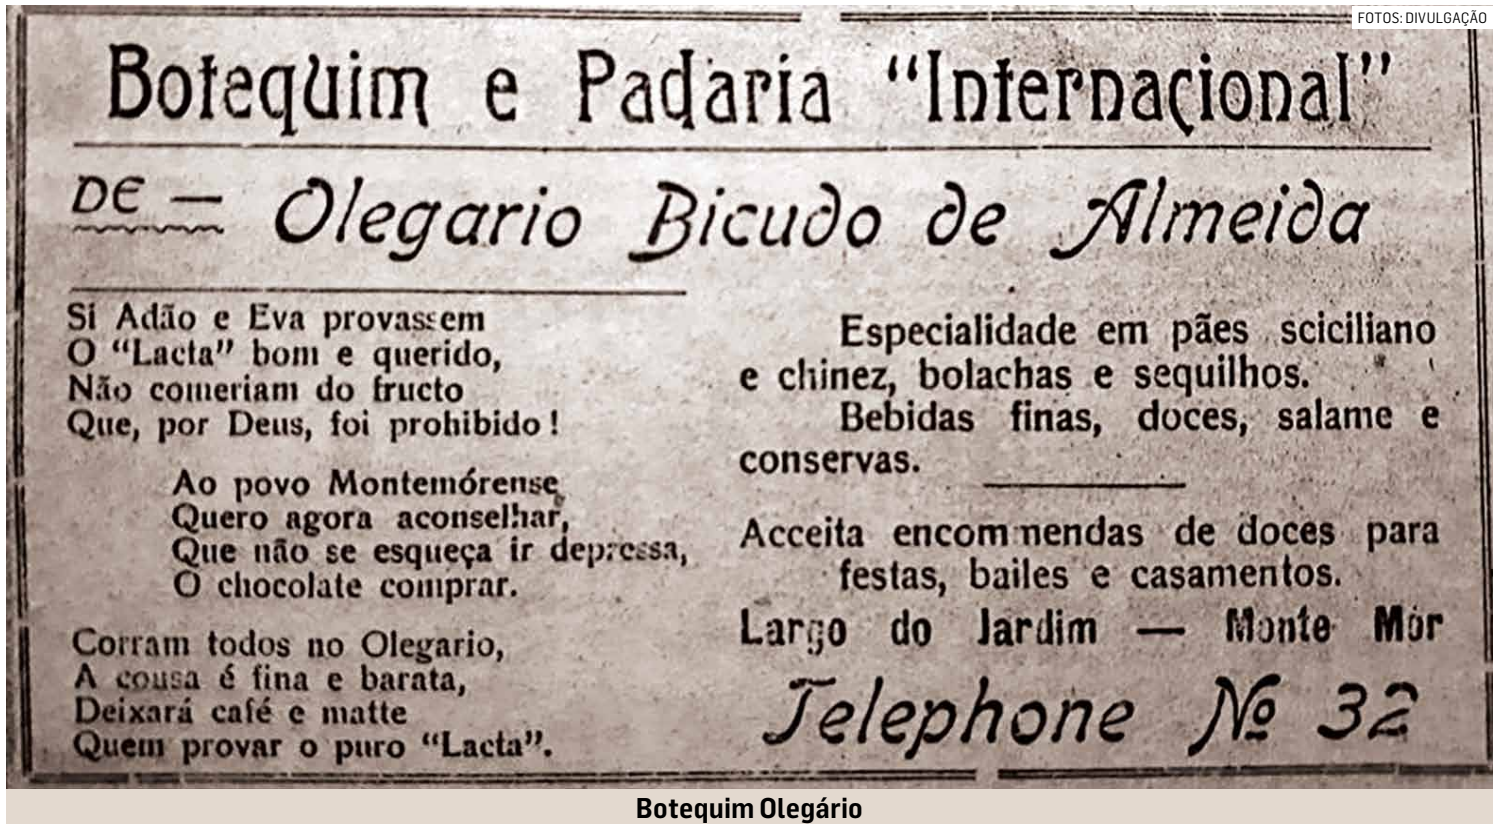 FOTOS: DIVULGAÇÃO
Botequim e Padaria “Internacional”
DE — Olegario Bicudo de Almeida
Si Adão e Eva provassem
O “Lacta” bom e querido,
Não comeriam do fructo
Que, por Deus, foi prohibido !
Ao povo Montemórense
Quero agora aconselhar,
Que não se esqueça ir depressa,
O chocolate comprar.
Corram todos no Olegario,
A cousa é fina e barata,
Deixará café e matte
Quem provar o puro “Lacta”.
Especialidade em pães sciciliano
e chinez, bolachas e sequilhos.
Bebidas finas, doces, salame e
conservas.
Acceita encommendas de doces para
festas, bailes e casamentos.
Largo do Jardim — Monte Mór
Telephone Nº 32
Botequim Olegário